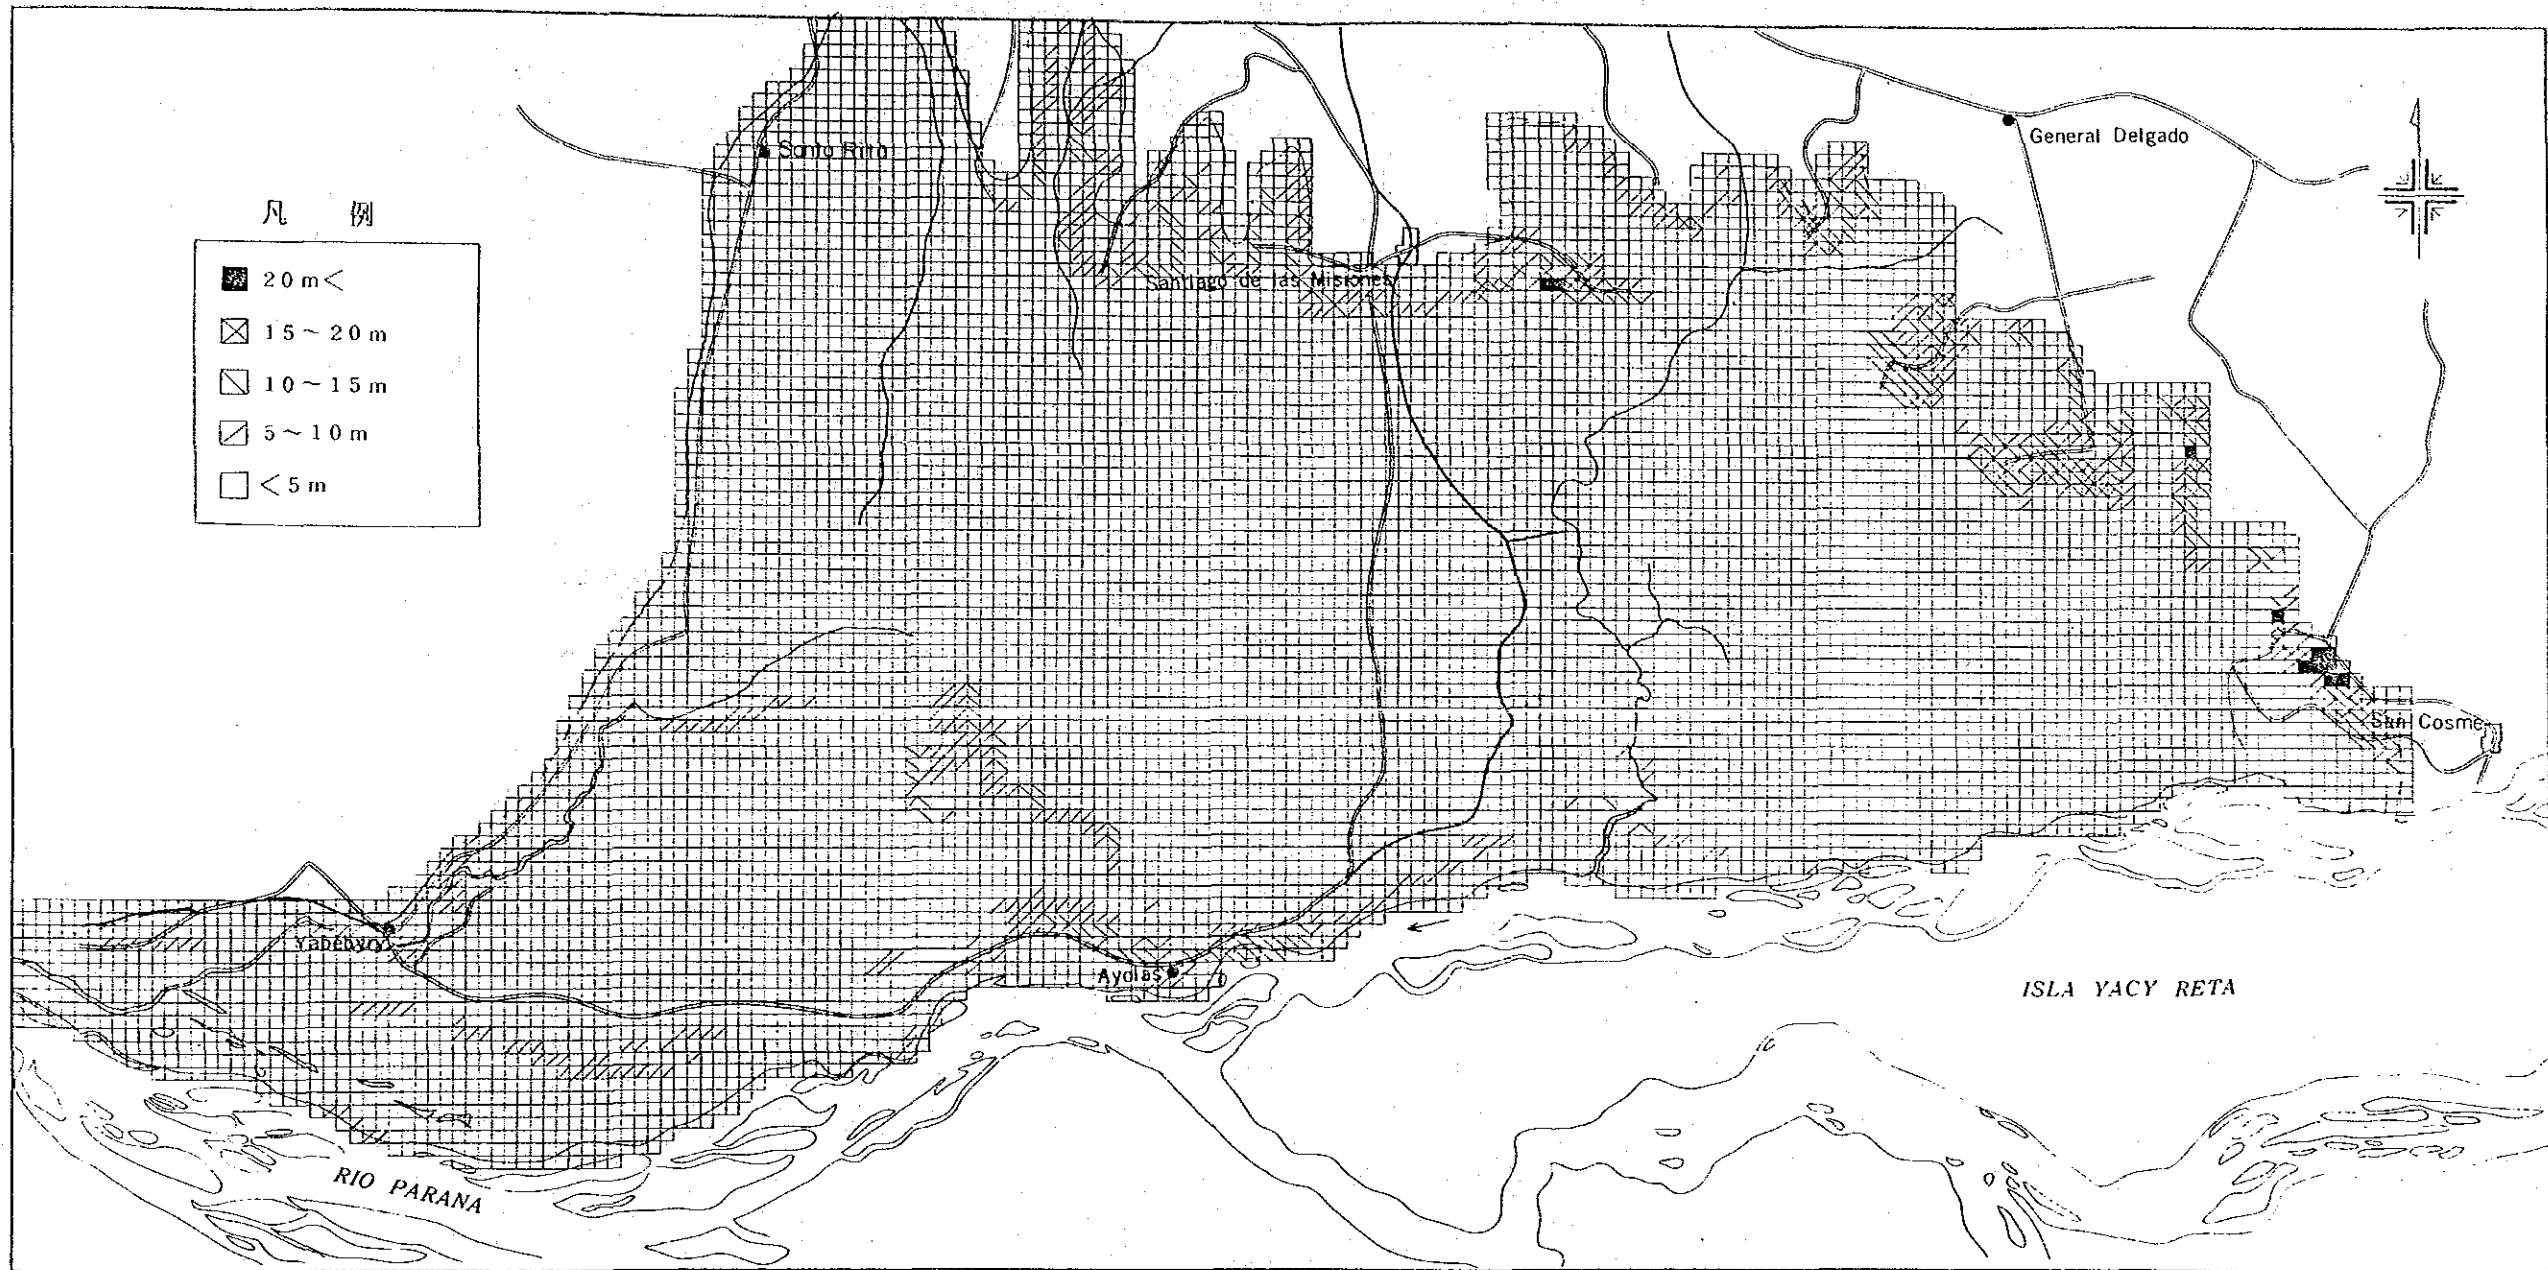 General Delgado
Santo Rita
凡 例
20m<
15~20m
10~15m
5~10m
<5m
Santiago de las Misiones
San Cosme
Yabebyry
Ayolas
ISLA YACY RETA
RIO PARANA